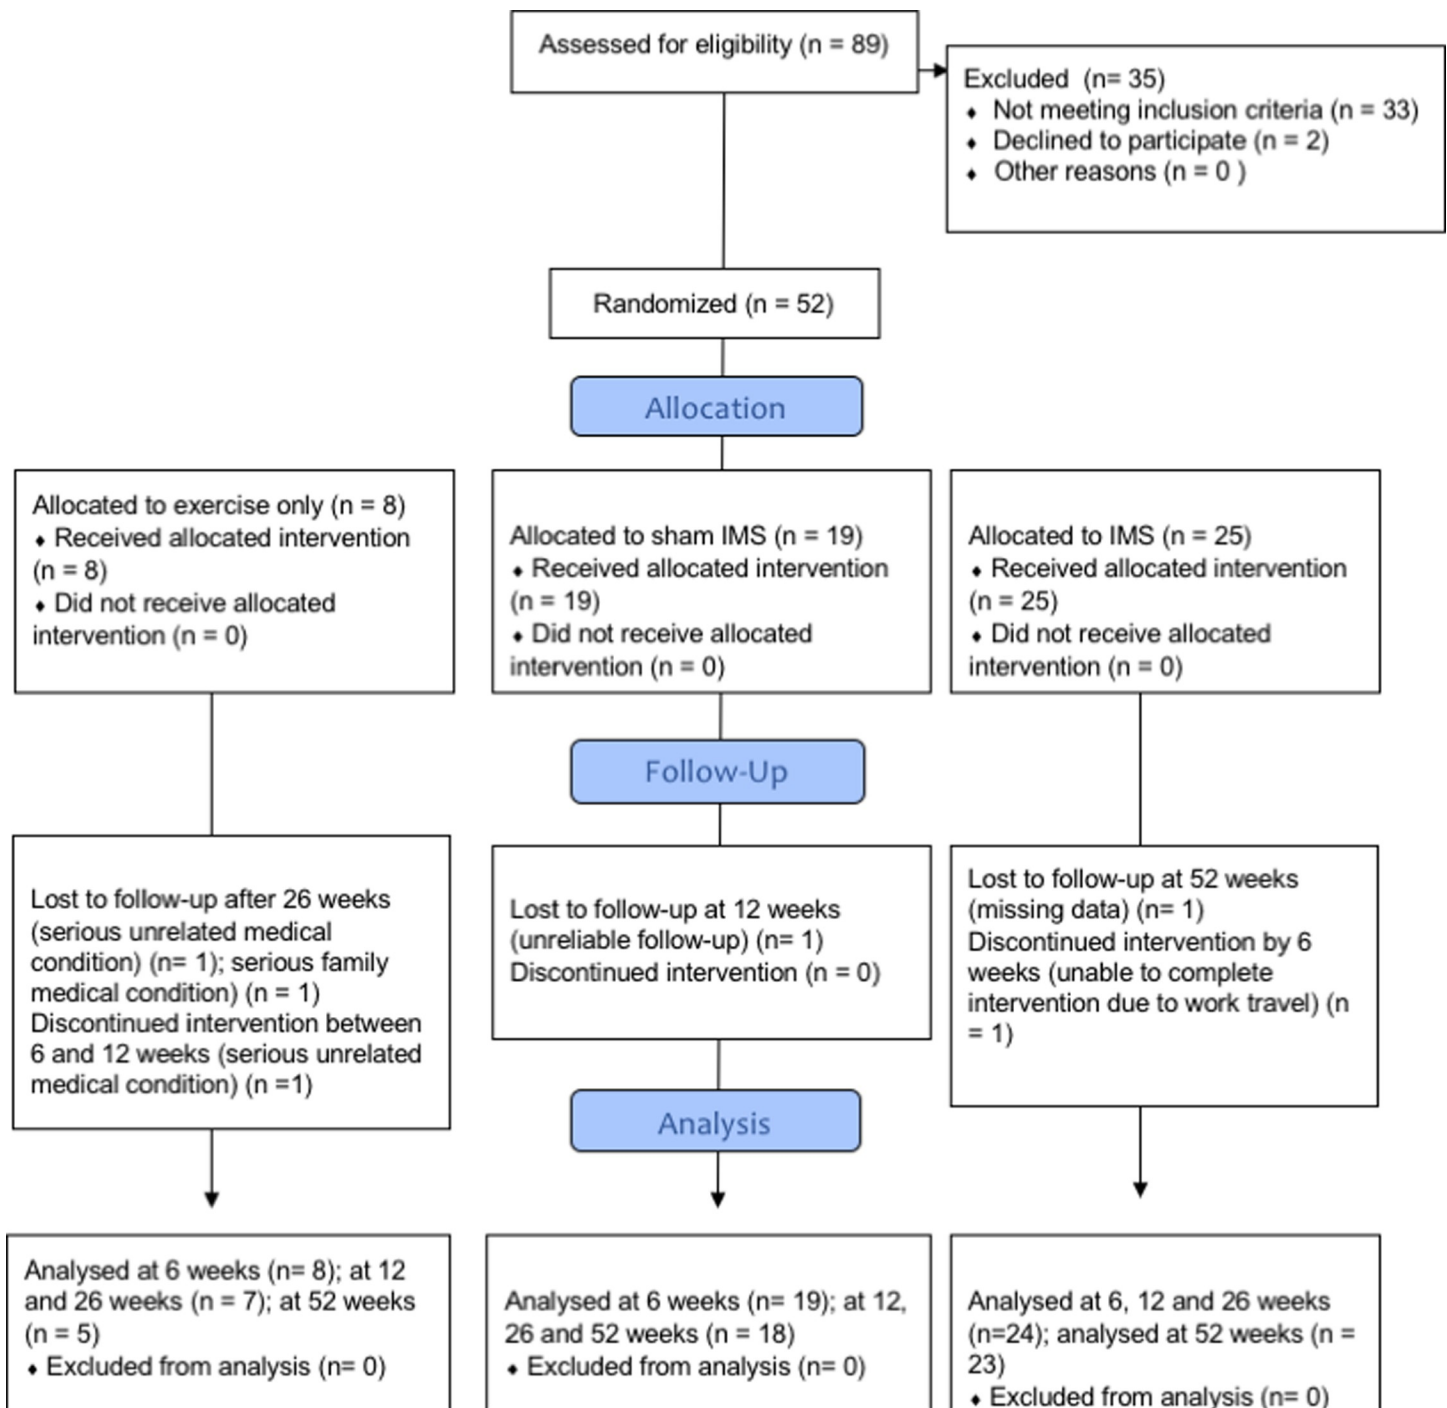 Assessed for eligibility (n = 89)
Excluded (n= 35)
♦ Not meeting inclusion criteria (n = 33)
♦ Declined to participate (n = 2)
♦ Other reasons (n = 0 )
Randomized (n = 52)
Allocation
Allocated to exercise only (n = 8)
♦ Received allocated intervention
(n = 8)
♦ Did not receive allocated
intervention (n = 0)
Allocated to sham IMS (n = 19)
♦ Received allocated intervention
(n = 19)
♦ Did not receive allocated
intervention (n = 0)
Allocated to IMS (n = 25)
♦ Received allocated intervention
(n = 25)
♦ Did not receive allocated
intervention (n = 0)
Follow-Up
Lost to follow-up after 26 weeks
(serious unrelated medical
condition) (n= 1); serious family
medical condition) (n = 1)
Discontinued intervention between
6 and 12 weeks (serious unrelated
medical condition) (n =1)
Lost to follow-up at 12 weeks
(unreliable follow-up) (n= 1)
Discontinued intervention (n = 0)
Lost to follow-up at 52 weeks
(missing data) (n= 1)
Discontinued intervention by 6
weeks (unable to complete
intervention due to work travel) (n
= 1)
Analysis
Analysed at 6 weeks (n= 8); at 12
and 26 weeks (n = 7); at 52 weeks
(n = 5)
♦ Excluded from analysis (n= 0)
Analysed at 6 weeks (n= 19); at 12,
26 and 52 weeks (n = 18)
♦ Excluded from analysis (n= 0)
Analysed at 6, 12 and 26 weeks
(n=24); analysed at 52 weeks (n =
23)
♦ Excluded from analysis (n= 0)